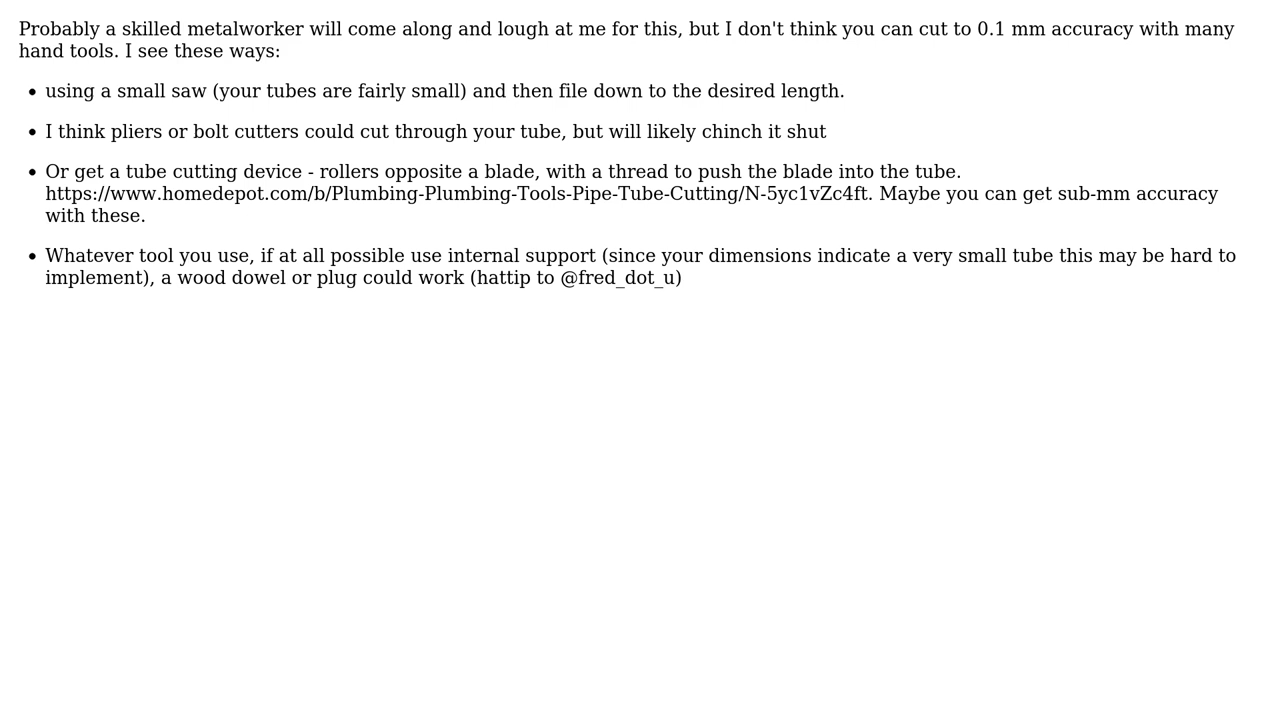 Probably a skilled metalworker will come along and lough at me for this, but I don't think you can cut to 0.1 mm accuracy with many
hand tools. I see these ways:
• using a small saw (your tubes are fairly small) and then file down to the desired length.
• I think pliers or bolt cutters could cut through your tube, but will likely chinch it shut
• Or get a tube cutting device - rollers opposite a blade, with a thread to push the blade into the tube.
https://www.homedepot.com/b/Plumbing-Plumbing-Tools-Pipe-Tube-Cutting/N-5yc1vZc4ft. Maybe you can get sub-mm accuracy
with these.
• Whatever tool you use, if at all possible use internal support (since your dimensions indicate a very small tube this may be hard to
implement), a wood dowel or plug could work (hattip to @fred_dot_u)